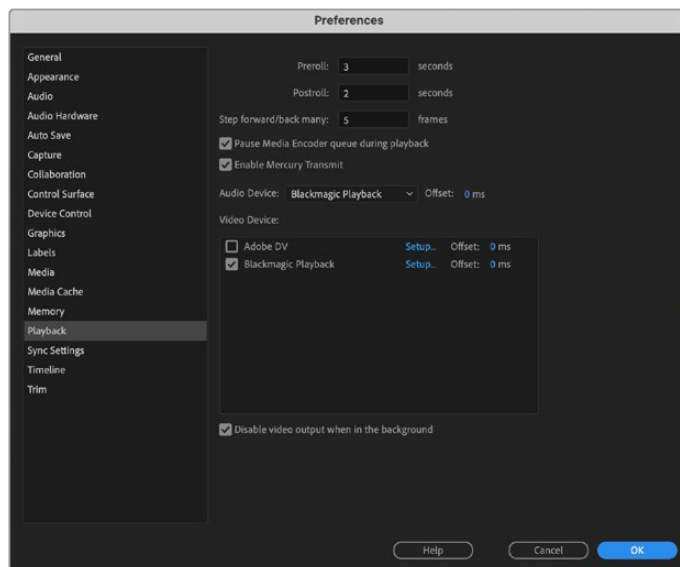 Preferences
General
Appearance
Audio
Audio Hardware
Auto Save
Capture
Collaboration
Control Surface
Device Control
Graphics
Labels
Media
Media Cache
Memory
Playback
Sync Settings
Timeline
Trim
Preroll: 3 seconds
Postroll: 2 seconds
Step forward/back many: 5 frames
Pause Media Encoder queue during playback
Enable Mercury Transmit
Audio Device: Blackmagic Playback Offset: 0 ms
Video Device:
Adobe DV Setup... Offset: 0 ms
Blackmagic Playback Setup... Offset: 0 ms
Disable video output when in the background
Help Cancel OK